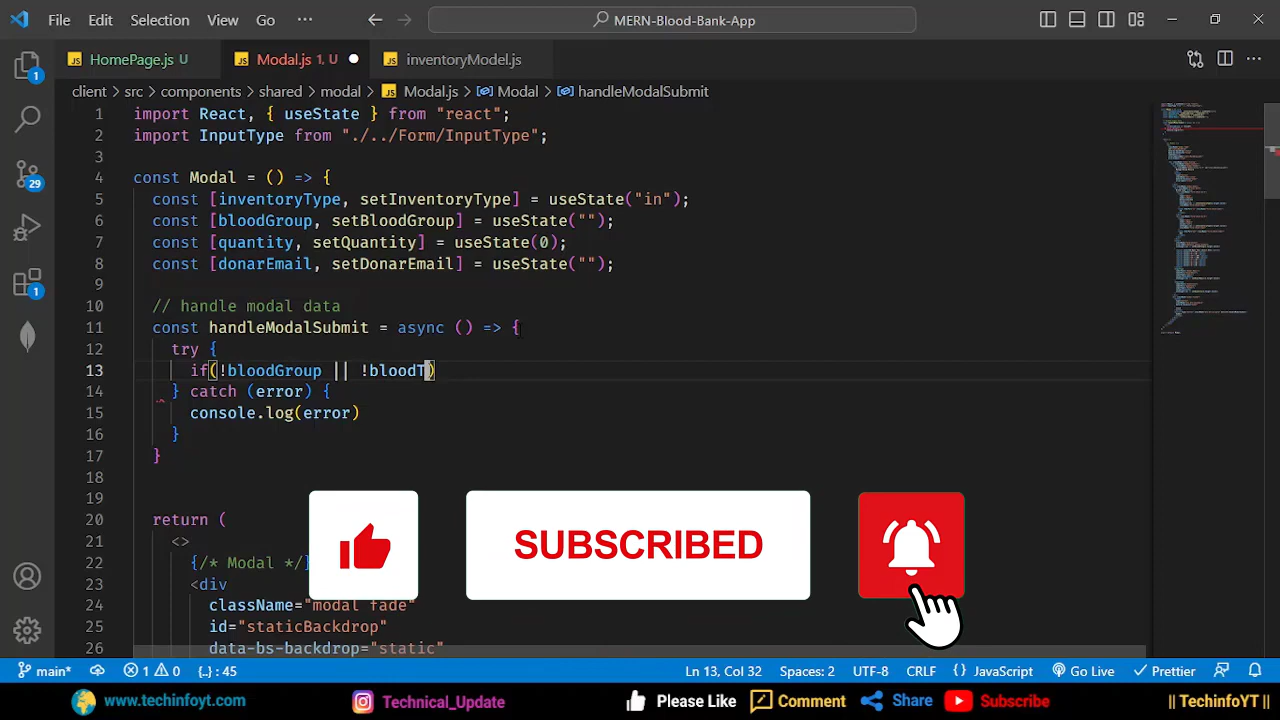 File Edit Selection View Go ... MERN-Blood-Bank-App
HomePage.js U Modal.js 1, U inventoryModel.js
client > src > components > shared > modal > Modal.js > Modal > handleModalSubmit
1 import React, { useState } from "react";
2 import InputType from "./../Form/InputType";
3
4 const Modal = () => {
5 const [inventoryType, setInventoryType] = useState("in");
6 const [bloodGroup, setBloodGroup] = useState("");
7 const [quantity, setQuantity] = useState(0);
8 const [donarEmail, setDonarEmail] = useState("");
9
10 // handle modal data
11 const handleModalSubmit = async () => {
12 try {
13 if(!bloodGroup || !bloodT)
14 } catch (error) {
15 console.log(error)
16 }
17 }
18
19
20 return (
21 <>
22 {/* Modal */}
23 <div
24 className="modal fade"
25 id="staticBackdrop"
26 data-bs-backdrop="static"
SUBSCRIBED
1
29
1
main* 1 0 {..} : 45 Ln 13, Col 32 Spaces: 2 UTF-8 CRLF {} JavaScript Go Live Prettier
www.techinfoyt.com Technical_Update Please Like Comment Share Subscribe || TechinfoYT ||